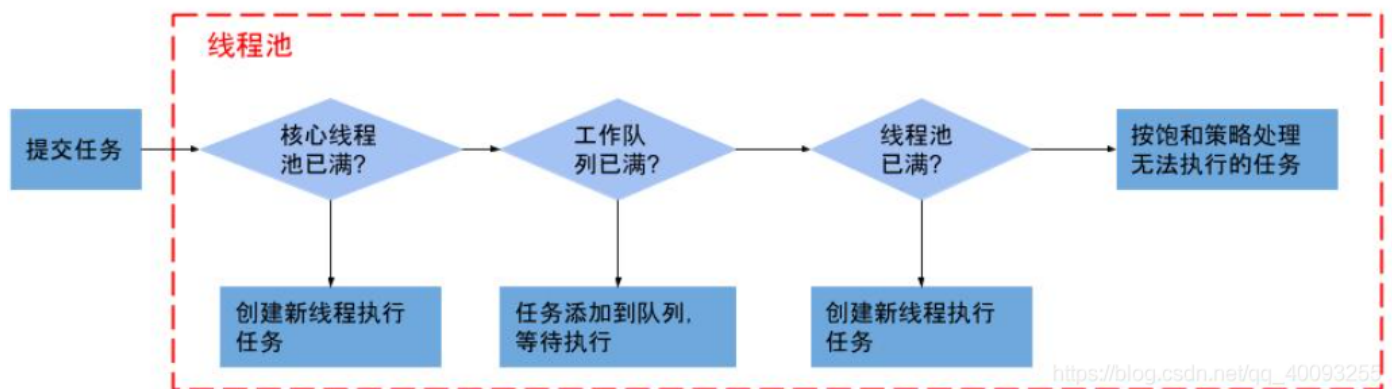 线程池
提交任务
核心线程
池已满?
工作队
列已满?
线程池
已满?
按饱和策略处理
无法执行的任务
创建新线程执行
任务
任务添加到队列,
等待执行
创建新线程执行
任务
https://blog.csdn.net/qq_40093255